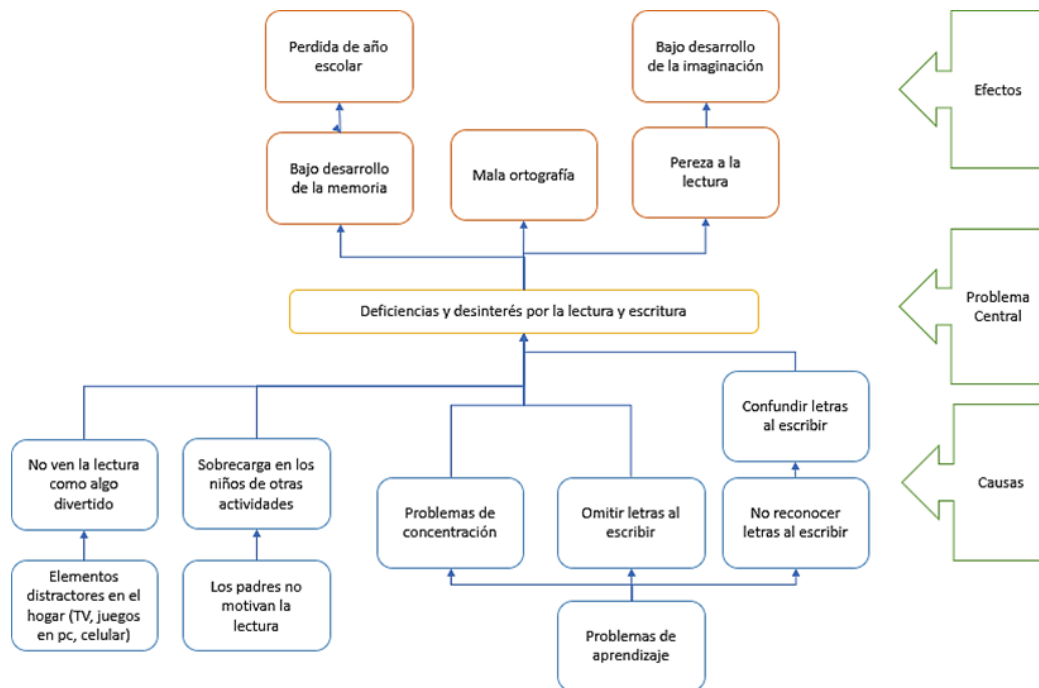 Perdida de año
escolar
Bajo desarrollo
de la imaginación
Efectos
Bajo desarrollo
de la memoria
Mala ortografía
Pereza a la
lectura
Deficiencias y desinterés por la lectura y escritura
Problema
Central
Confundir letras
al escribir
No ven la lectura
como algo
divertido
Sobrecarga en los
niños de otras
actividades
Problemas de
concentración
Omitir letras al
escribir
No reconocer
letras al escribir
Causas
Elementos
distractores en el
hogar (TV, juegos
en pc, celular)
Los padres no
motivan la
lectura
Problemas de
aprendizaje